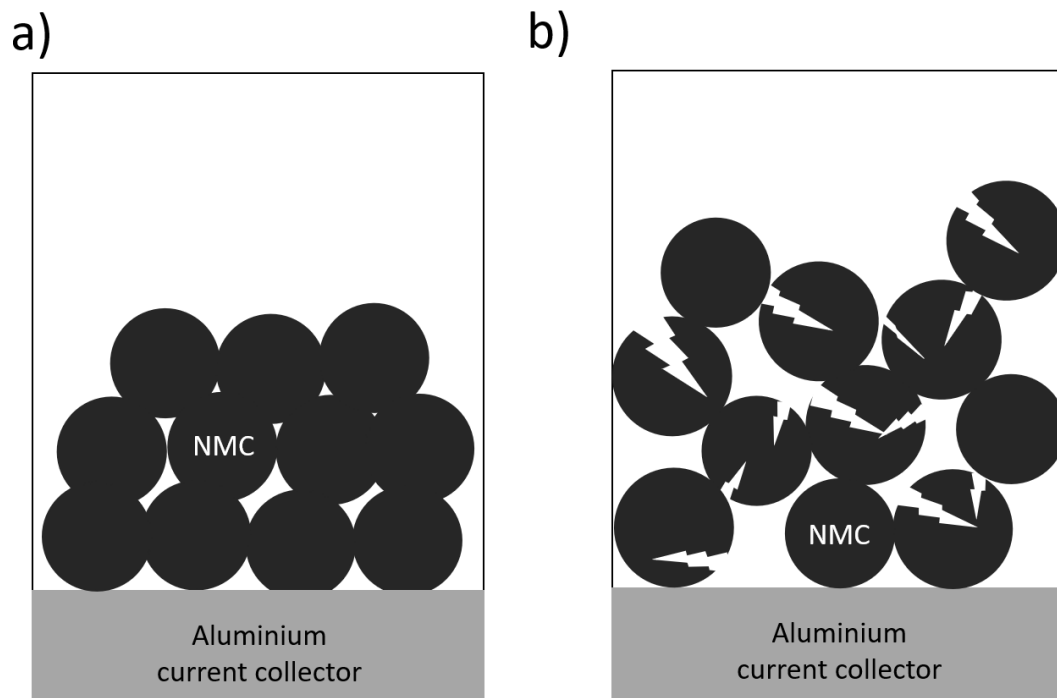 a)
b)
NMC
NMC
Aluminium
current collector
Aluminium
current collector